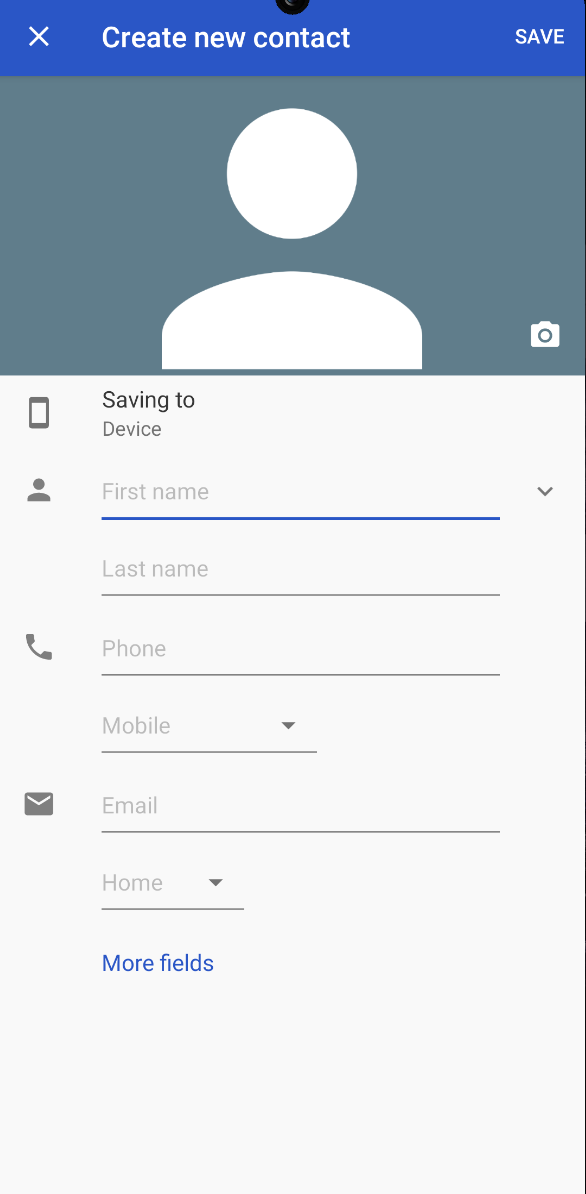 Create new contact SAVE
Saving to
Device
First name
Last name
Phone
Mobile
Email
Home
More fields